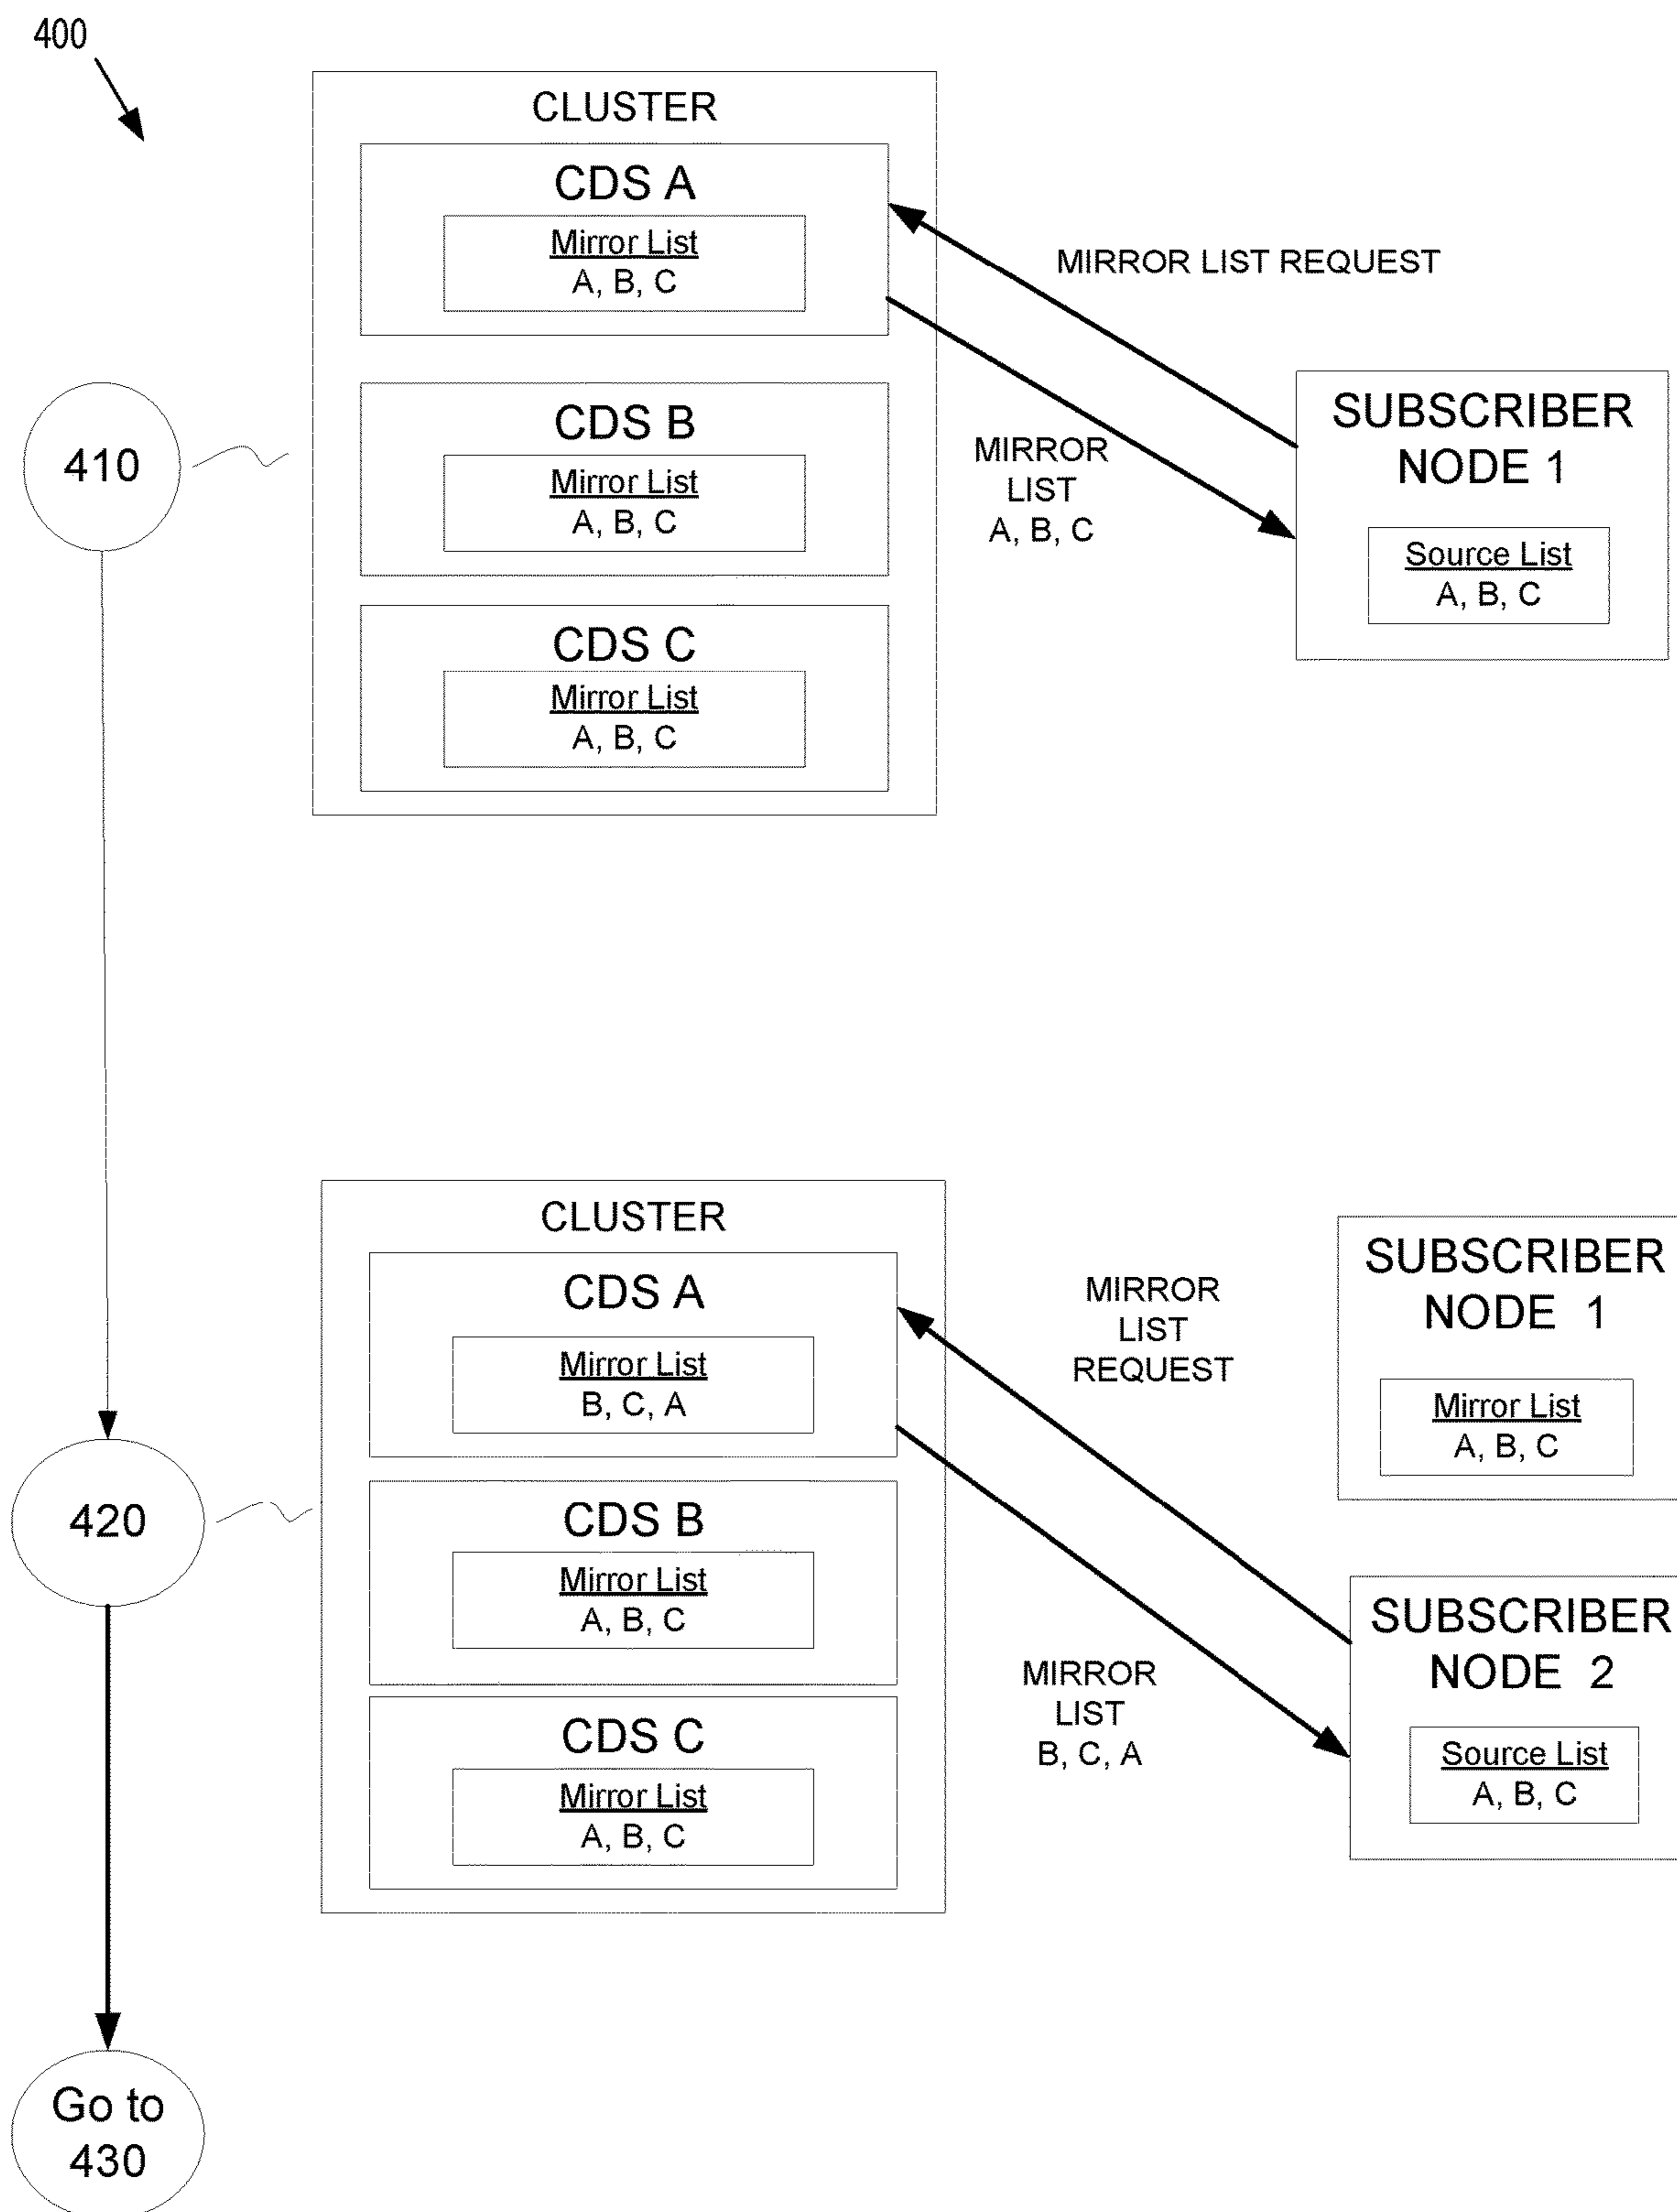 400
CLUSTER
CDS A
Mirror List
A, B, C
MIRROR LIST REQUEST
410
CDS B
Mirror List
A, B, C
MIRROR
LIST
A, B, C
SUBSCRIBER
NODE 1
Source List
A, B, C
CDS C
Mirror List
A, B, C
CLUSTER
CDS A
Mirror List
B, C, A
MIRROR
LIST
REQUEST
SUBSCRIBER
NODE 1
Mirror List
A, B, C
420
CDS B
Mirror List
A, B, C
CDS C
Mirror List
A, B, C
MIRROR
LIST
B, C, A
SUBSCRIBER
NODE 2
Source List
A, B, C
Go to
430